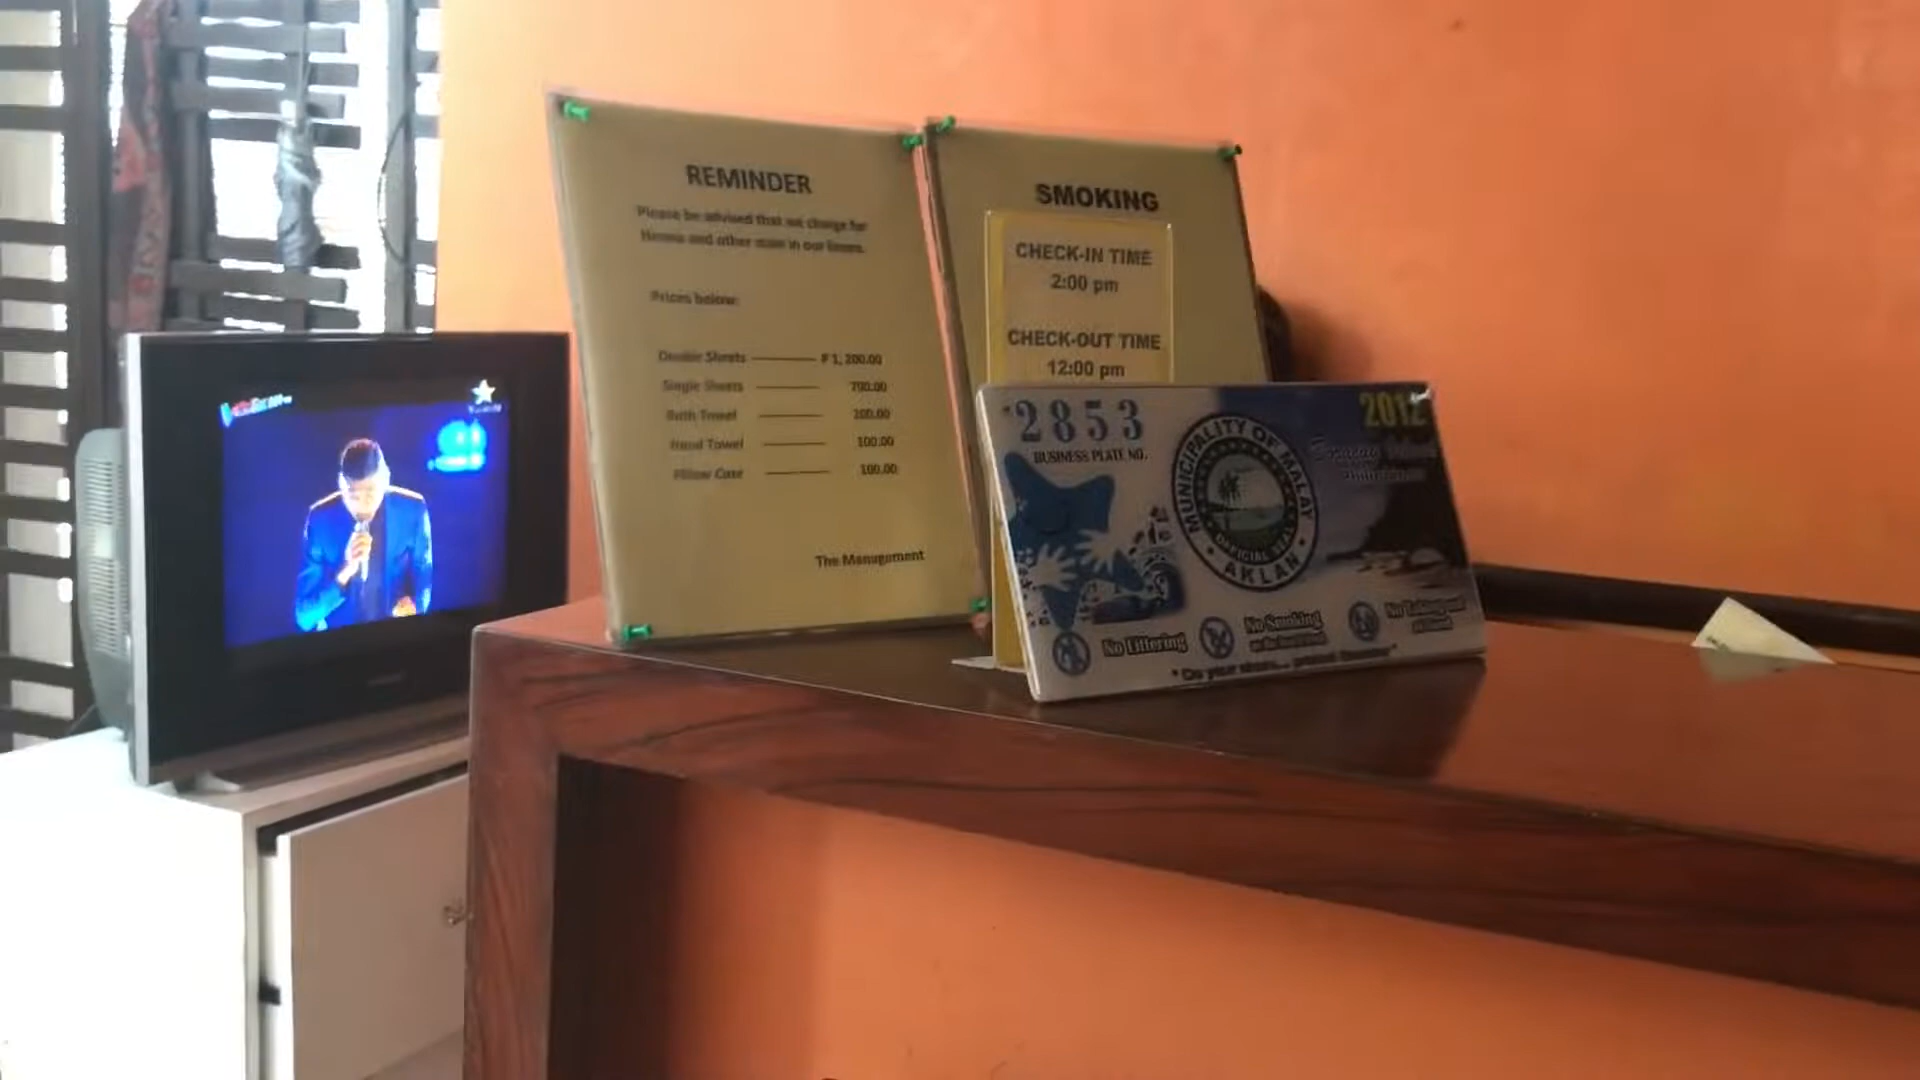 REMINDER
Please be advised that we charge for
and other stain in our linens.
Prices below:
Double Sheets ₱ 1, 200.00
Single Sheets 700.00
Bath Towel 200.00
Hand Towel 100.00
Pillow Case 100.00
The Management
SMOKING
CHECK-IN TIME
2:00 pm
CHECK-OUT TIME
12:00 pm
2853
BUSINESS PLATE NO.
2012
MUNICIPALITY OF MALAY
OFFICIAL SEAL
AKLAN
No Littering
No Smoking